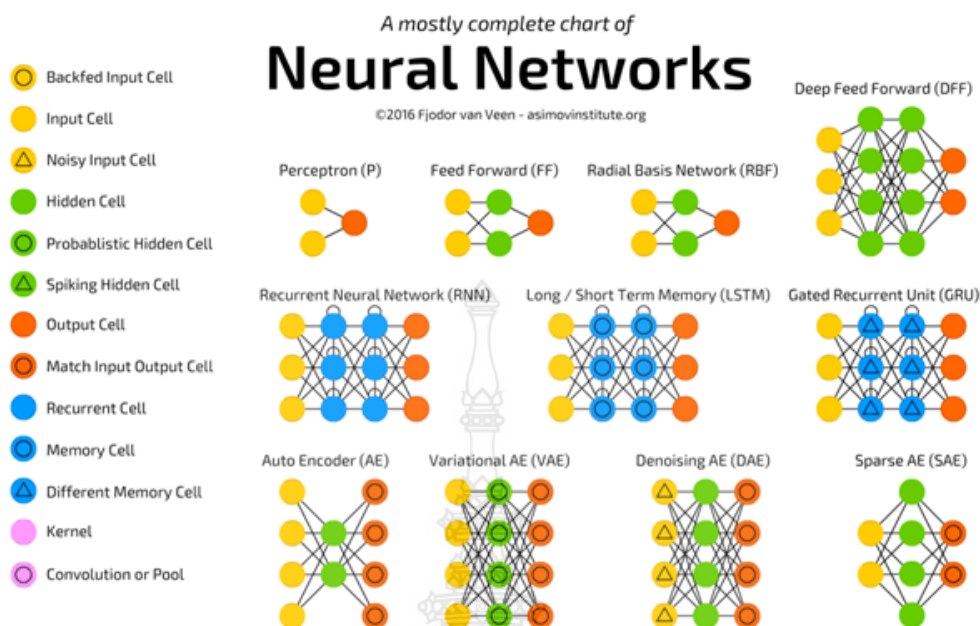 A mostly complete chart of
Neural Networks
©2016 Fjodor van Veen - asimovinstitute.org
Backfed Input Cell
Input Cell
Noisy Input Cell
Hidden Cell
Probablistic Hidden Cell
Spiking Hidden Cell
Output Cell
Match Input Output Cell
Recurrent Cell
Memory Cell
Different Memory Cell
Kernel
Convolution or Pool
Deep Feed Forward (DFF)
Perceptron (P)
Feed Forward (FF)
Radial Basis Network (RBF)
Recurrent Neural Network (RNN)
Long / Short Term Memory (LSTM)
Gated Recurrent Unit (GRU)
Auto Encoder (AE)
Variational AE (VAE)
Denoising AE (DAE)
Sparse AE (SAE)